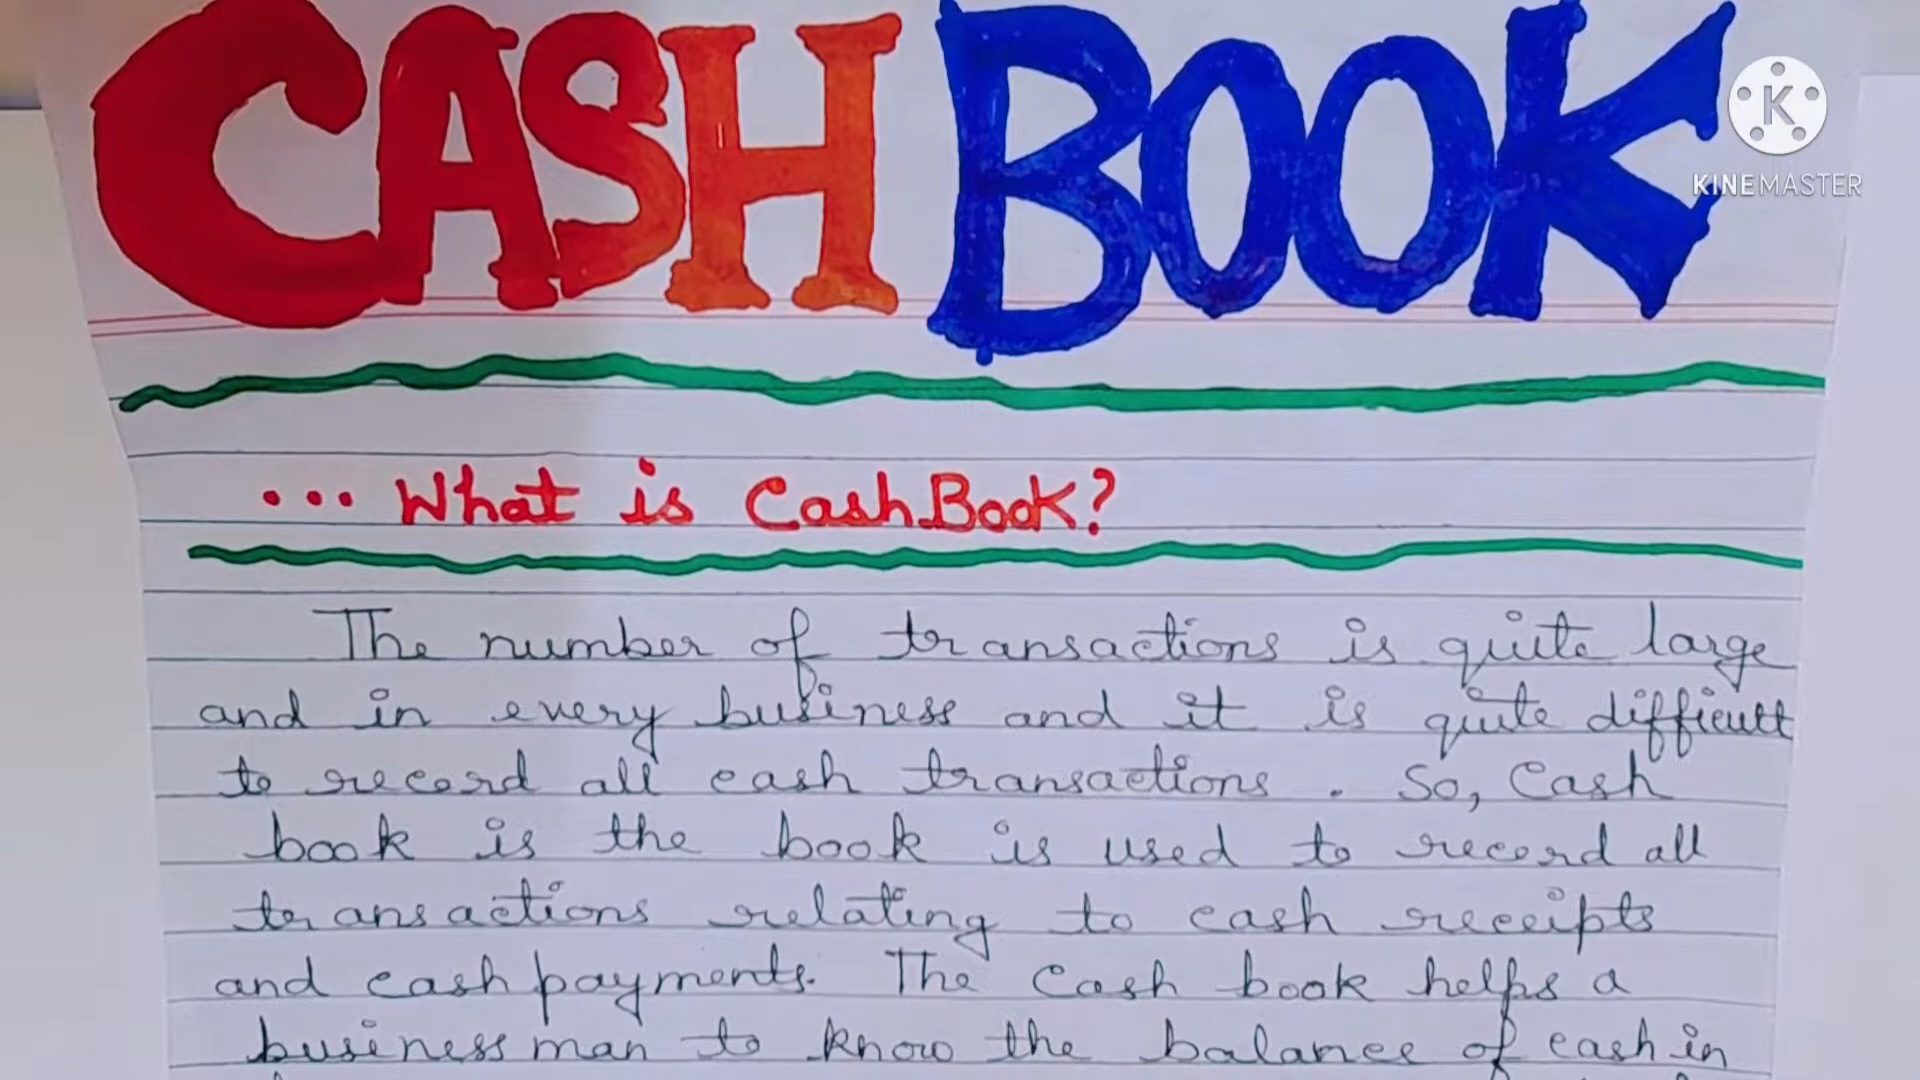 CASH BOOK
K
KINEMASTER
... What is CashBook?
The number of transactions is quite large
and in every business and it is quite difficult
to record all cash transactions. So, Cash
book is the book is used to record all
transactions relating to cash receipts
and cash payments. The Cash book helps a
business man to know the balance of cash in